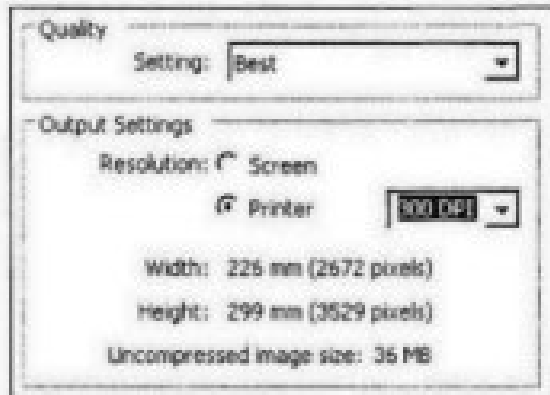 Quality
Setting: Best
Output Settings
Resolution: Screen
Printer 300 DPI
Width: 226 mm (2672 pixels)
Height: 299 mm (3529 pixels)
Uncompressed image size: 36 MB